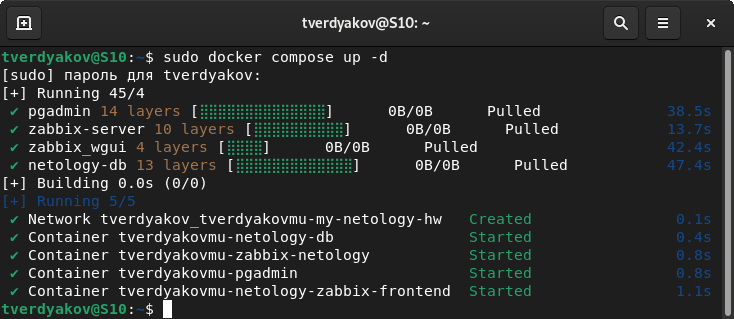 tverdyakov@S10: ~
tverdyakov@S10:~$ sudo docker compose up -d
[sudo] пароль для tverdyakov:
[+] Running 45/4
✔ pgadmin 14 layers [⣿⣿⣿⣿⣿⣿⣿⣿⣿⣿⣿⣿⣿⣿] 0B/0B Pulled 38.5s
✔ zabbix-server 10 layers [⣿⣿⣿⣿⣿⣿⣿⣿⣿⣿] 0B/0B Pulled 13.7s
✔ zabbix_wgui 4 layers [⣿⣿⣿⣿] 0B/0B Pulled 42.4s
✔ netology-db 13 layers [⣿⣿⣿⣿⣿⣿⣿⣿⣿⣿⣿⣿⣿] 0B/0B Pulled 47.4s
[+] Building 0.0s (0/0)
[+] Running 5/5
✔ Network tverdyakov_tverdyakovmu-my-netology-hw Created 0.1s
✔ Container tverdyakovmu-netology-db Started 0.4s
✔ Container tverdyakovmu-zabbix-netology Started 0.8s
✔ Container tverdyakovmu-pgadmin Started 0.8s
✔ Container tverdyakovmu-netology-zabbix-frontend Started 1.1s
tverdyakov@S10:~$